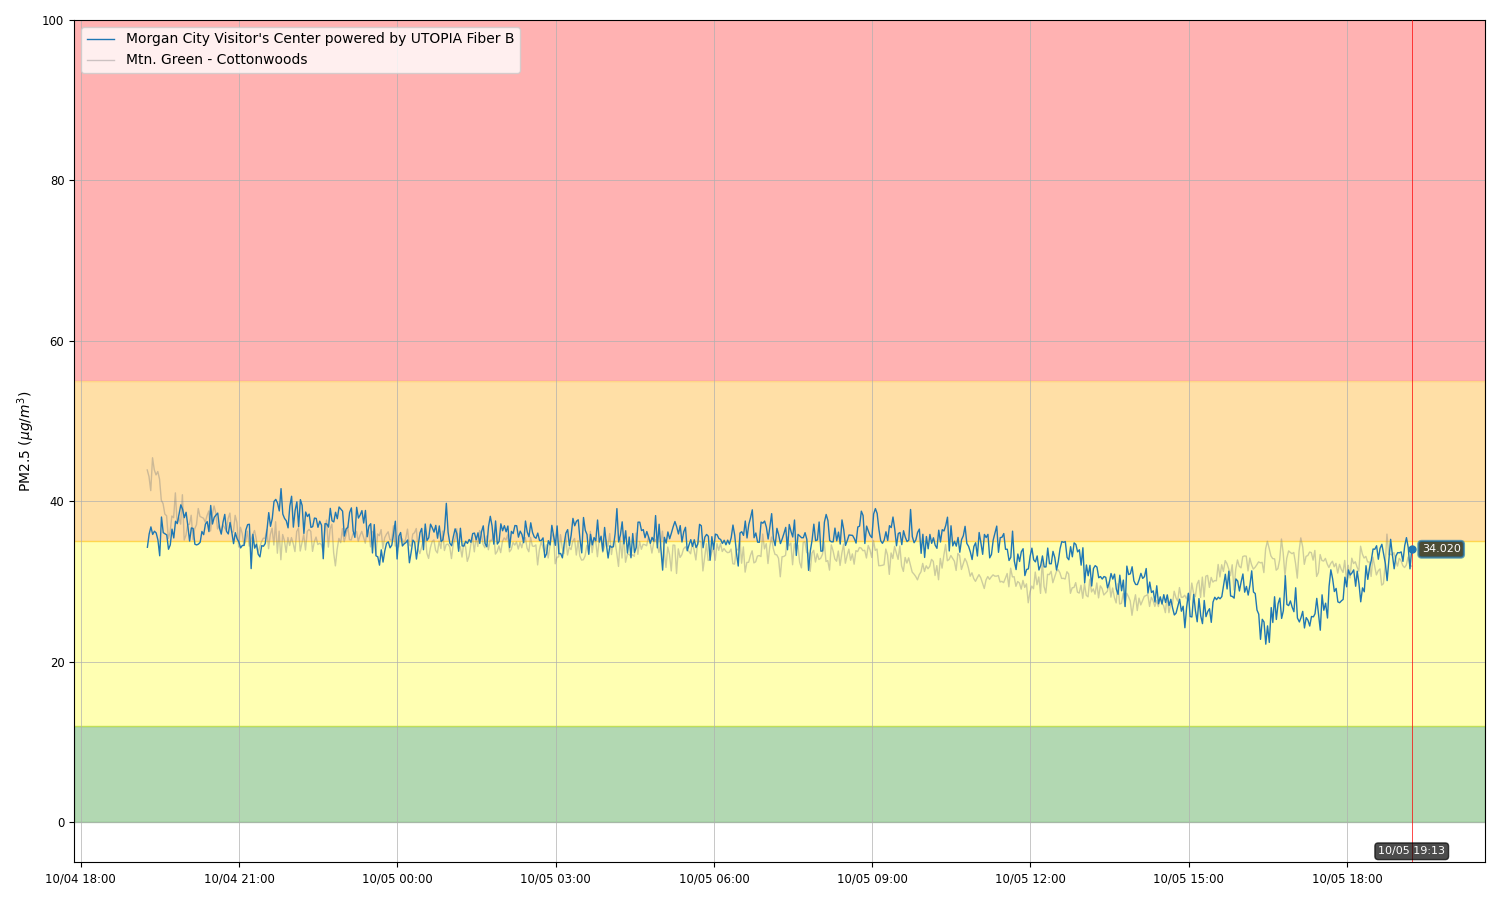 Morgan City Visitor's Center powered by UTOPIA Fiber B
Mtn. Green - Cottonwoods
100
80
60
40
20
0
PM2.5 (μg/m³)
34.020
10/05 19:13
10/04 18:00 10/04 21:00 10/05 00:00 10/05 03:00 10/05 06:00 10/05 09:00 10/05 12:00 10/05 15:00 10/05 18:00